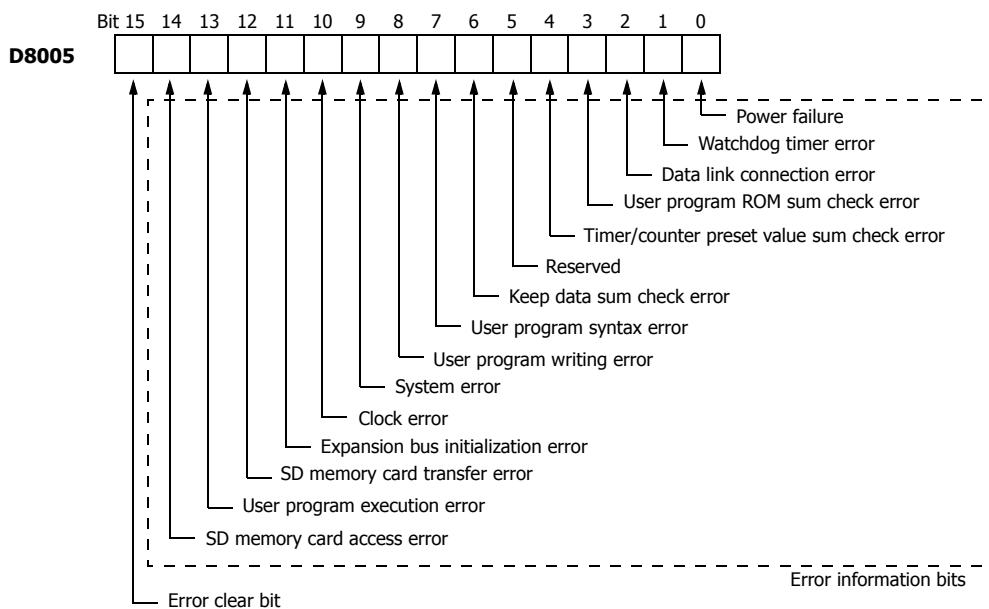 Bit 15 14 13 12 11 10 9 8 7 6 5 4 3 2 1 0
D8005
Power failure
Watchdog timer error
Data link connection error
User program ROM sum check error
Timer/counter preset value sum check error
Reserved
Keep data sum check error
User program syntax error
User program writing error
System error
Clock error
Expansion bus initialization error
SD memory card transfer error
User program execution error
SD memory card access error
Error information bits
Error clear bit